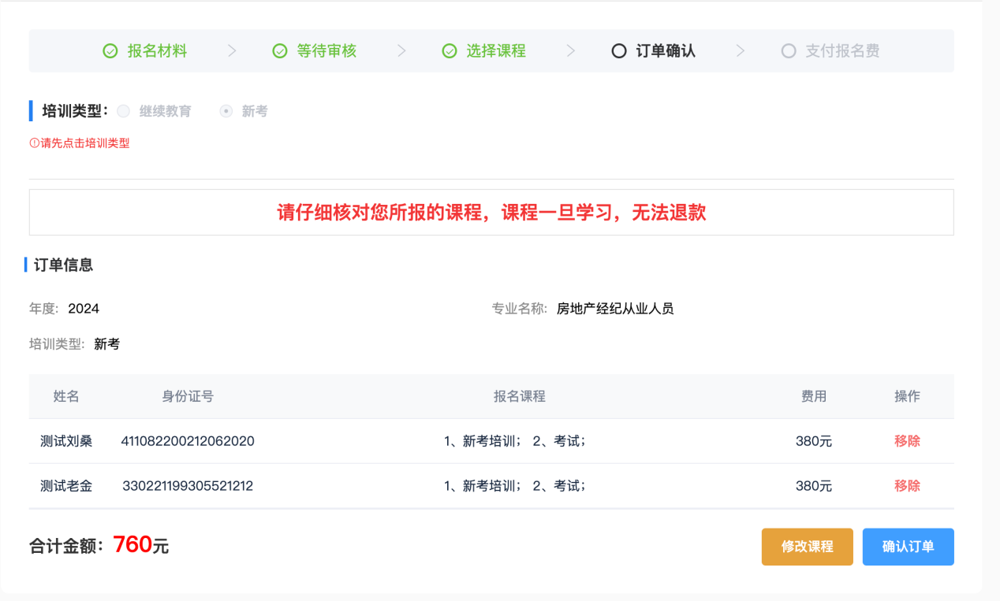 报名材料 等待审核 选择课程 订单确认 支付报名费
培训类型： 继续教育 新考
请先点击培训类型
请仔细核对您所报的课程，课程一旦学习，无法退款
订单信息
年度: 2024 专业名称: 房地产经纪从业人员
培训类型: 新考
姓名 身份证号 报名课程 费用 操作
测试刘桑 411082200212062020 1、新考培训； 2、考试； 380元 移除
测试老金 330221199305521212 1、新考培训； 2、考试； 380元 移除
合计金额：760元 修改课程 确认订单